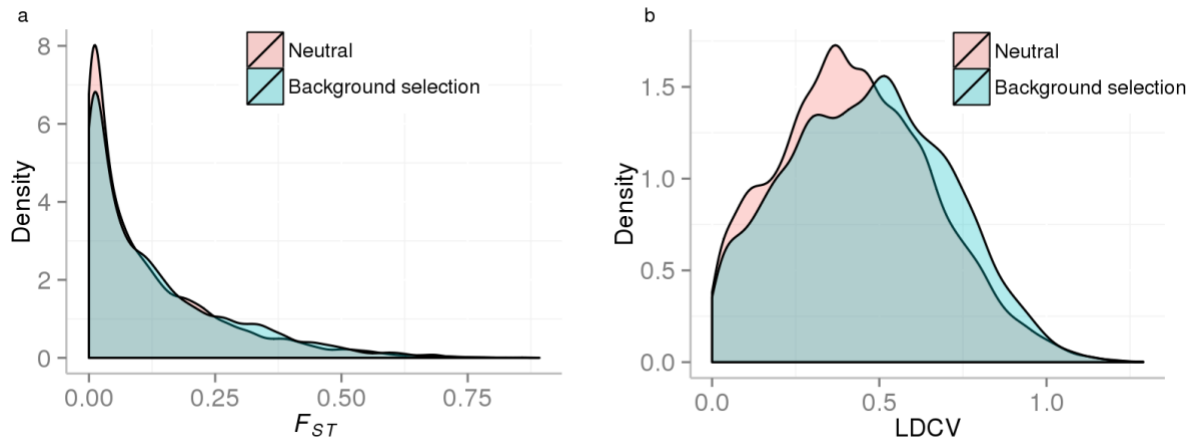 a
Neutral
Background selection
Density
8
6
4
2
0
0.00 0.25 0.50 0.75
FST
b
Neutral
Background selection
Density
1.5
1.0
0.5
0.0
0.0 0.5 1.0
LDCV